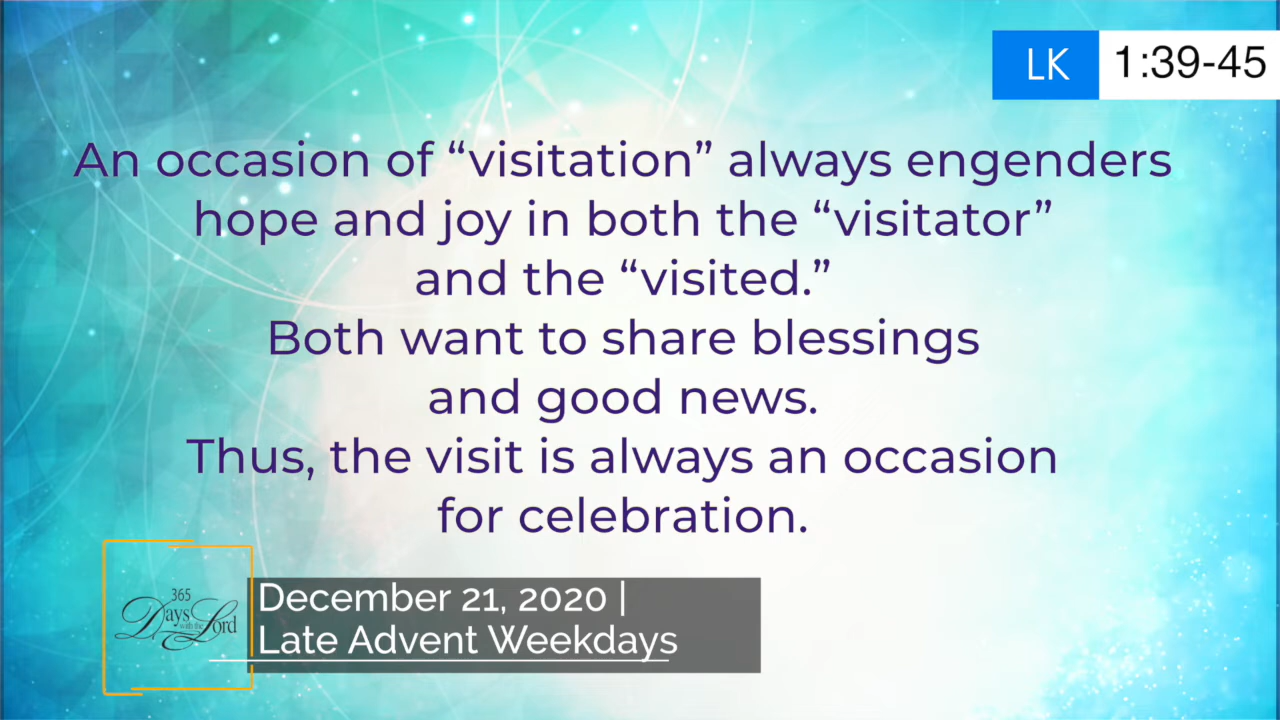 LK 1:39-45
An occasion of “visitation” always engenders
hope and joy in both the “visitator”
and the “visited.”
Both want to share blessings
and good news.
Thus, the visit is always an occasion
for celebration.
365
Days with the Lord
December 21, 2020 |
Late Advent Weekdays